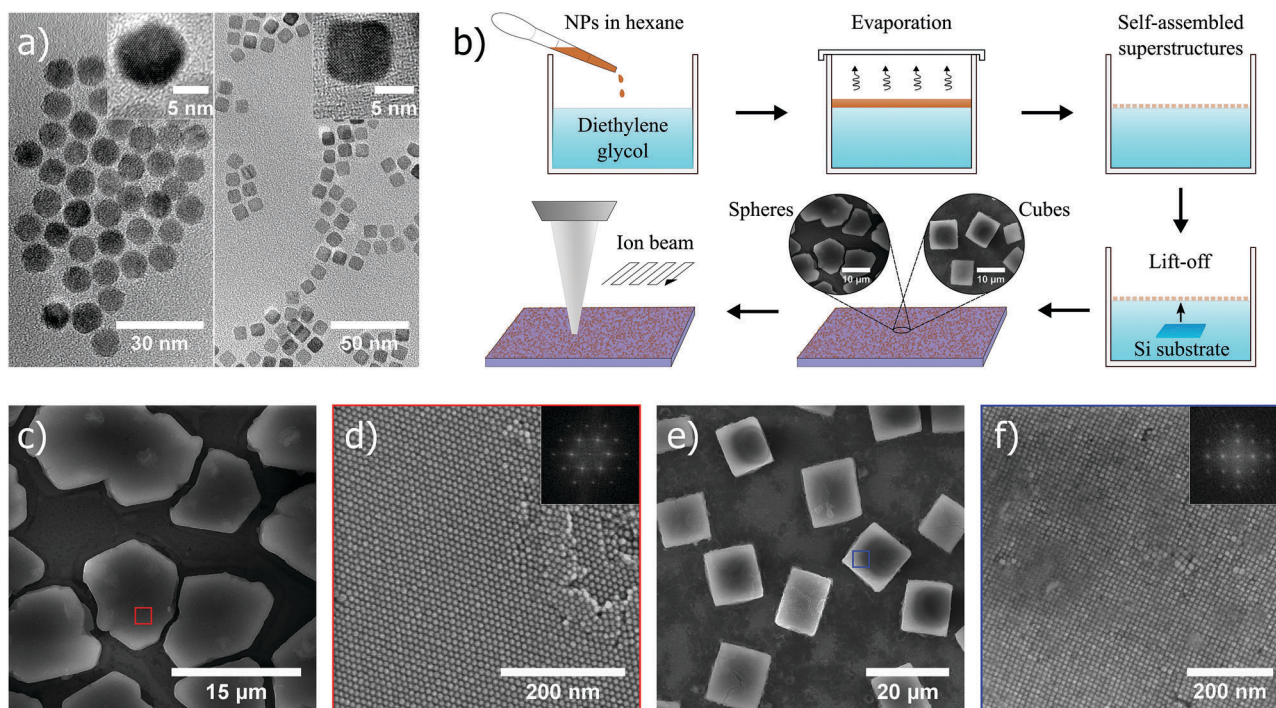 a)
5 nm
5 nm
30 nm
50 nm
b)
NPs in hexane
Diethylene
glycol
Evaporation
Self-assembled
superstructures
Lift-off
Si substrate
Spheres
10 µm
Cubes
10 µm
Ion beam
c)
15 µm
d)
200 nm
e)
20 µm
f)
200 nm